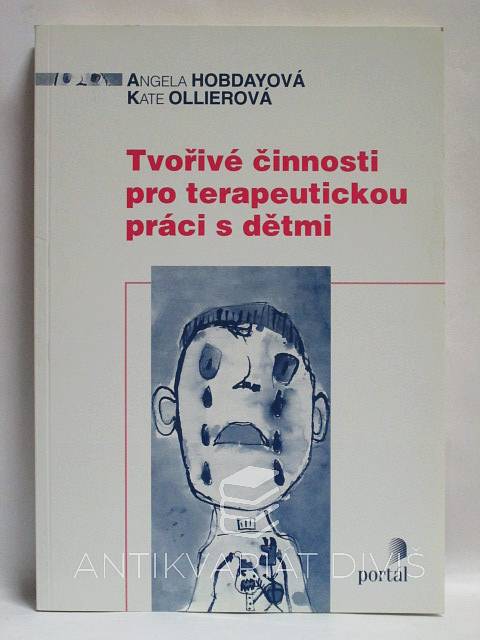 ANGELA HOBDAYOVÁ
KATE OLLIEROVÁ
Tvořivé činnosti
pro terapeutickou
práci s dětmi
ANTIKVARIÁT DIVIŠ
portál